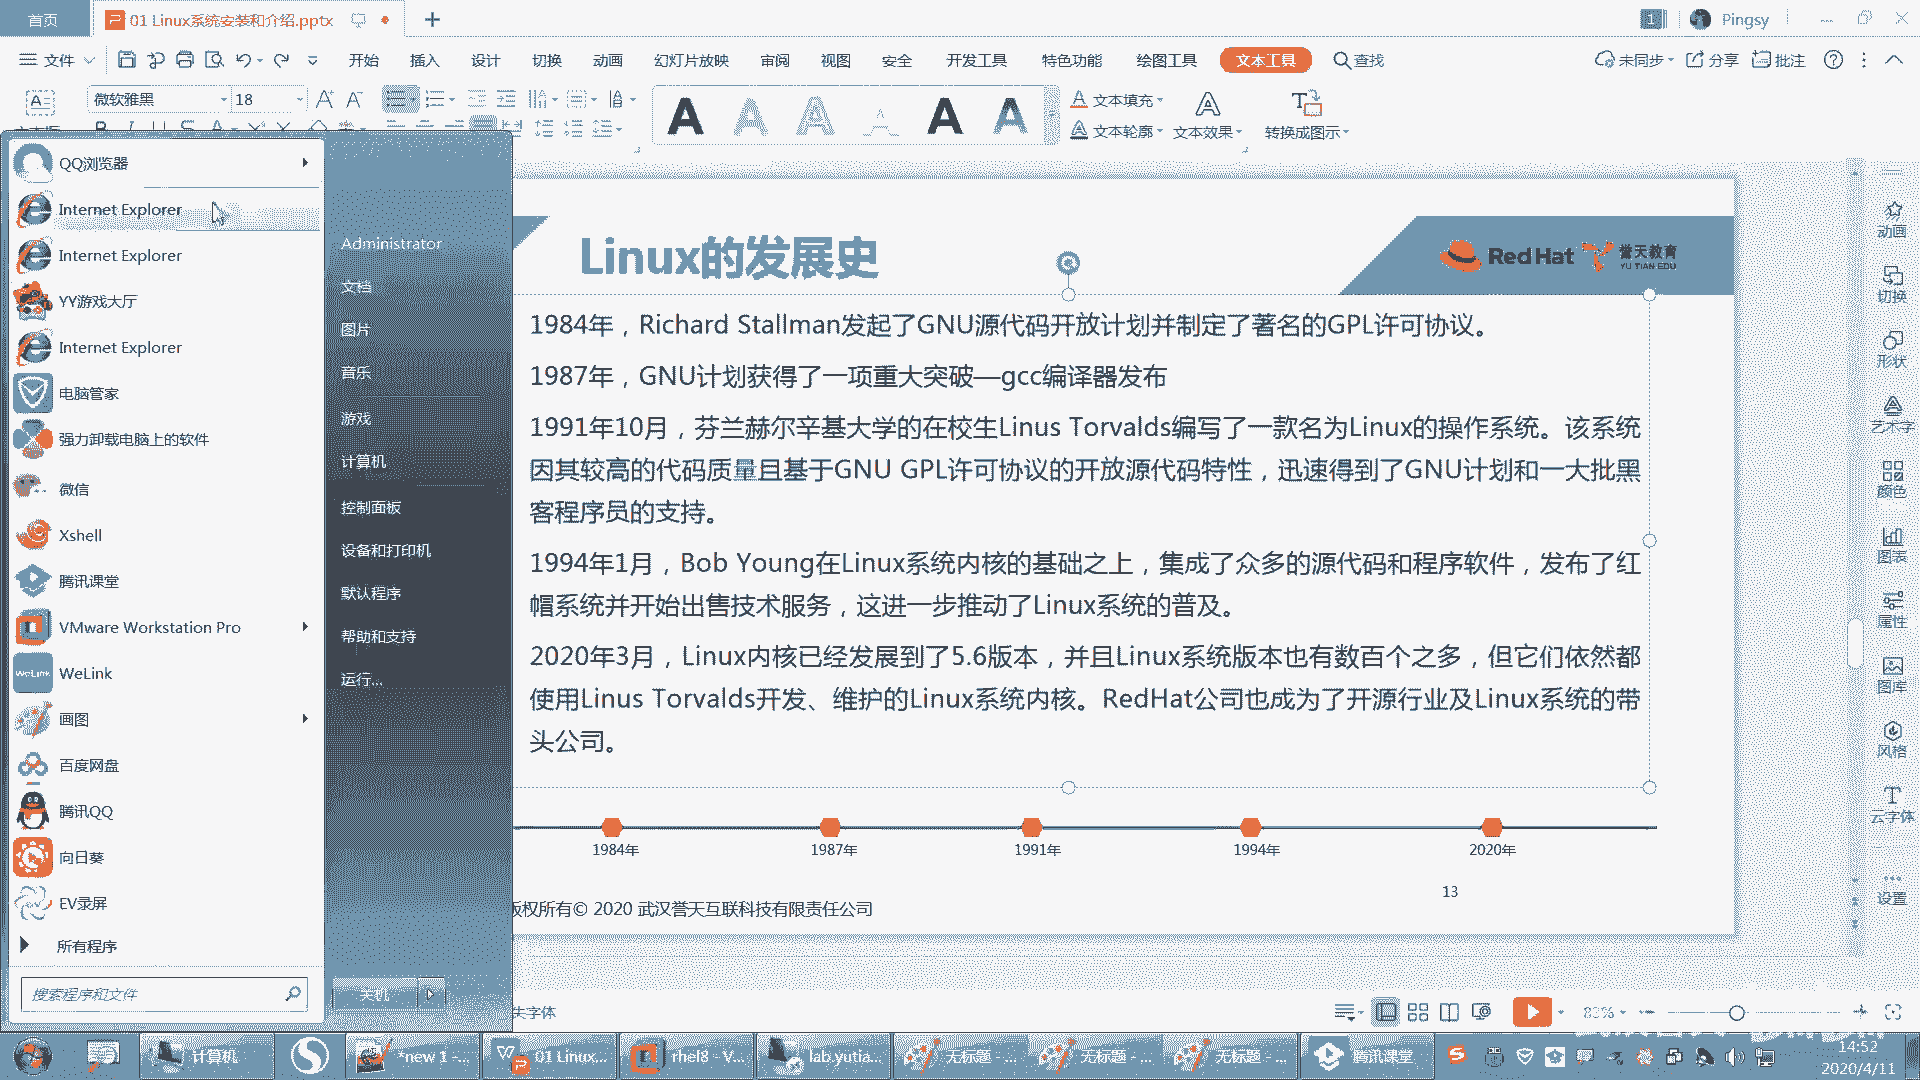 首页
01 Linux系统安装和介绍.pptx
1
Pingsy
文件
开始
插入
设计
切换
动画
幻灯片放映
审阅
视图
安全
开发工具
特色功能
绘图工具
文本工具
查找
未同步
分享
批注
微软雅黑
18
文本填充
文本轮廓
文本效果
转换成图示
QQ浏览器
Internet Explorer
Internet Explorer
YY游戏大厅
Internet Explorer
电脑管家
强力卸载电脑上的软件
微信
Xshell
腾讯课堂
VMware Workstation Pro
WeLink
画图
百度网盘
腾讯QQ
向日葵
EV录屏
所有程序
搜索程序和文件
Administrator
文档
图片
音乐
游戏
计算机
控制面板
设备和打印机
默认程序
帮助和支持
运行...
关机
Linux的发展史
Red Hat
誉天教育
YU TIAN EDU
1984年，Richard Stallman发起了GNU源代码开放计划并制定了著名的GPL许可协议。
1987年，GNU计划获得了一项重大突破—gcc编译器发布
1991年10月，芬兰赫尔辛基大学的在校生Linus Torvalds编写了一款名为Linux的操作系统。该系统
因其较高的代码质量且基于GNU GPL许可协议的开放源代码特性，迅速得到了GNU计划和一大批黑
客程序员的支持。
1994年1月，Bob Young在Linux系统内核的基础之上，集成了众多的源代码和程序软件，发布了红
帽系统并开始出售技术服务，这进一步推动了Linux系统的普及。
2020年3月，Linux内核已经发展到了5.6版本，并且Linux系统版本也有数百个之多，但它们依然都
使用Linus Torvalds开发、维护的Linux系统内核。RedHat公司也成为了开源行业及Linux系统的带
头公司。
1984年
1987年
1991年
1994年
2020年
13
版权所有© 2020 武汉誉天互联科技有限责任公司
动画
切换
形状
艺术字
颜色
图表
属性
图库
风格
云字体
设置
失字体
82%
计算机
*new 1 -...
01 Linux...
rhel8 - V...
lab.yutia...
无标题 - ...
无标题 - ...
无标题 - ...
腾讯课堂
14:52
2020/4/11